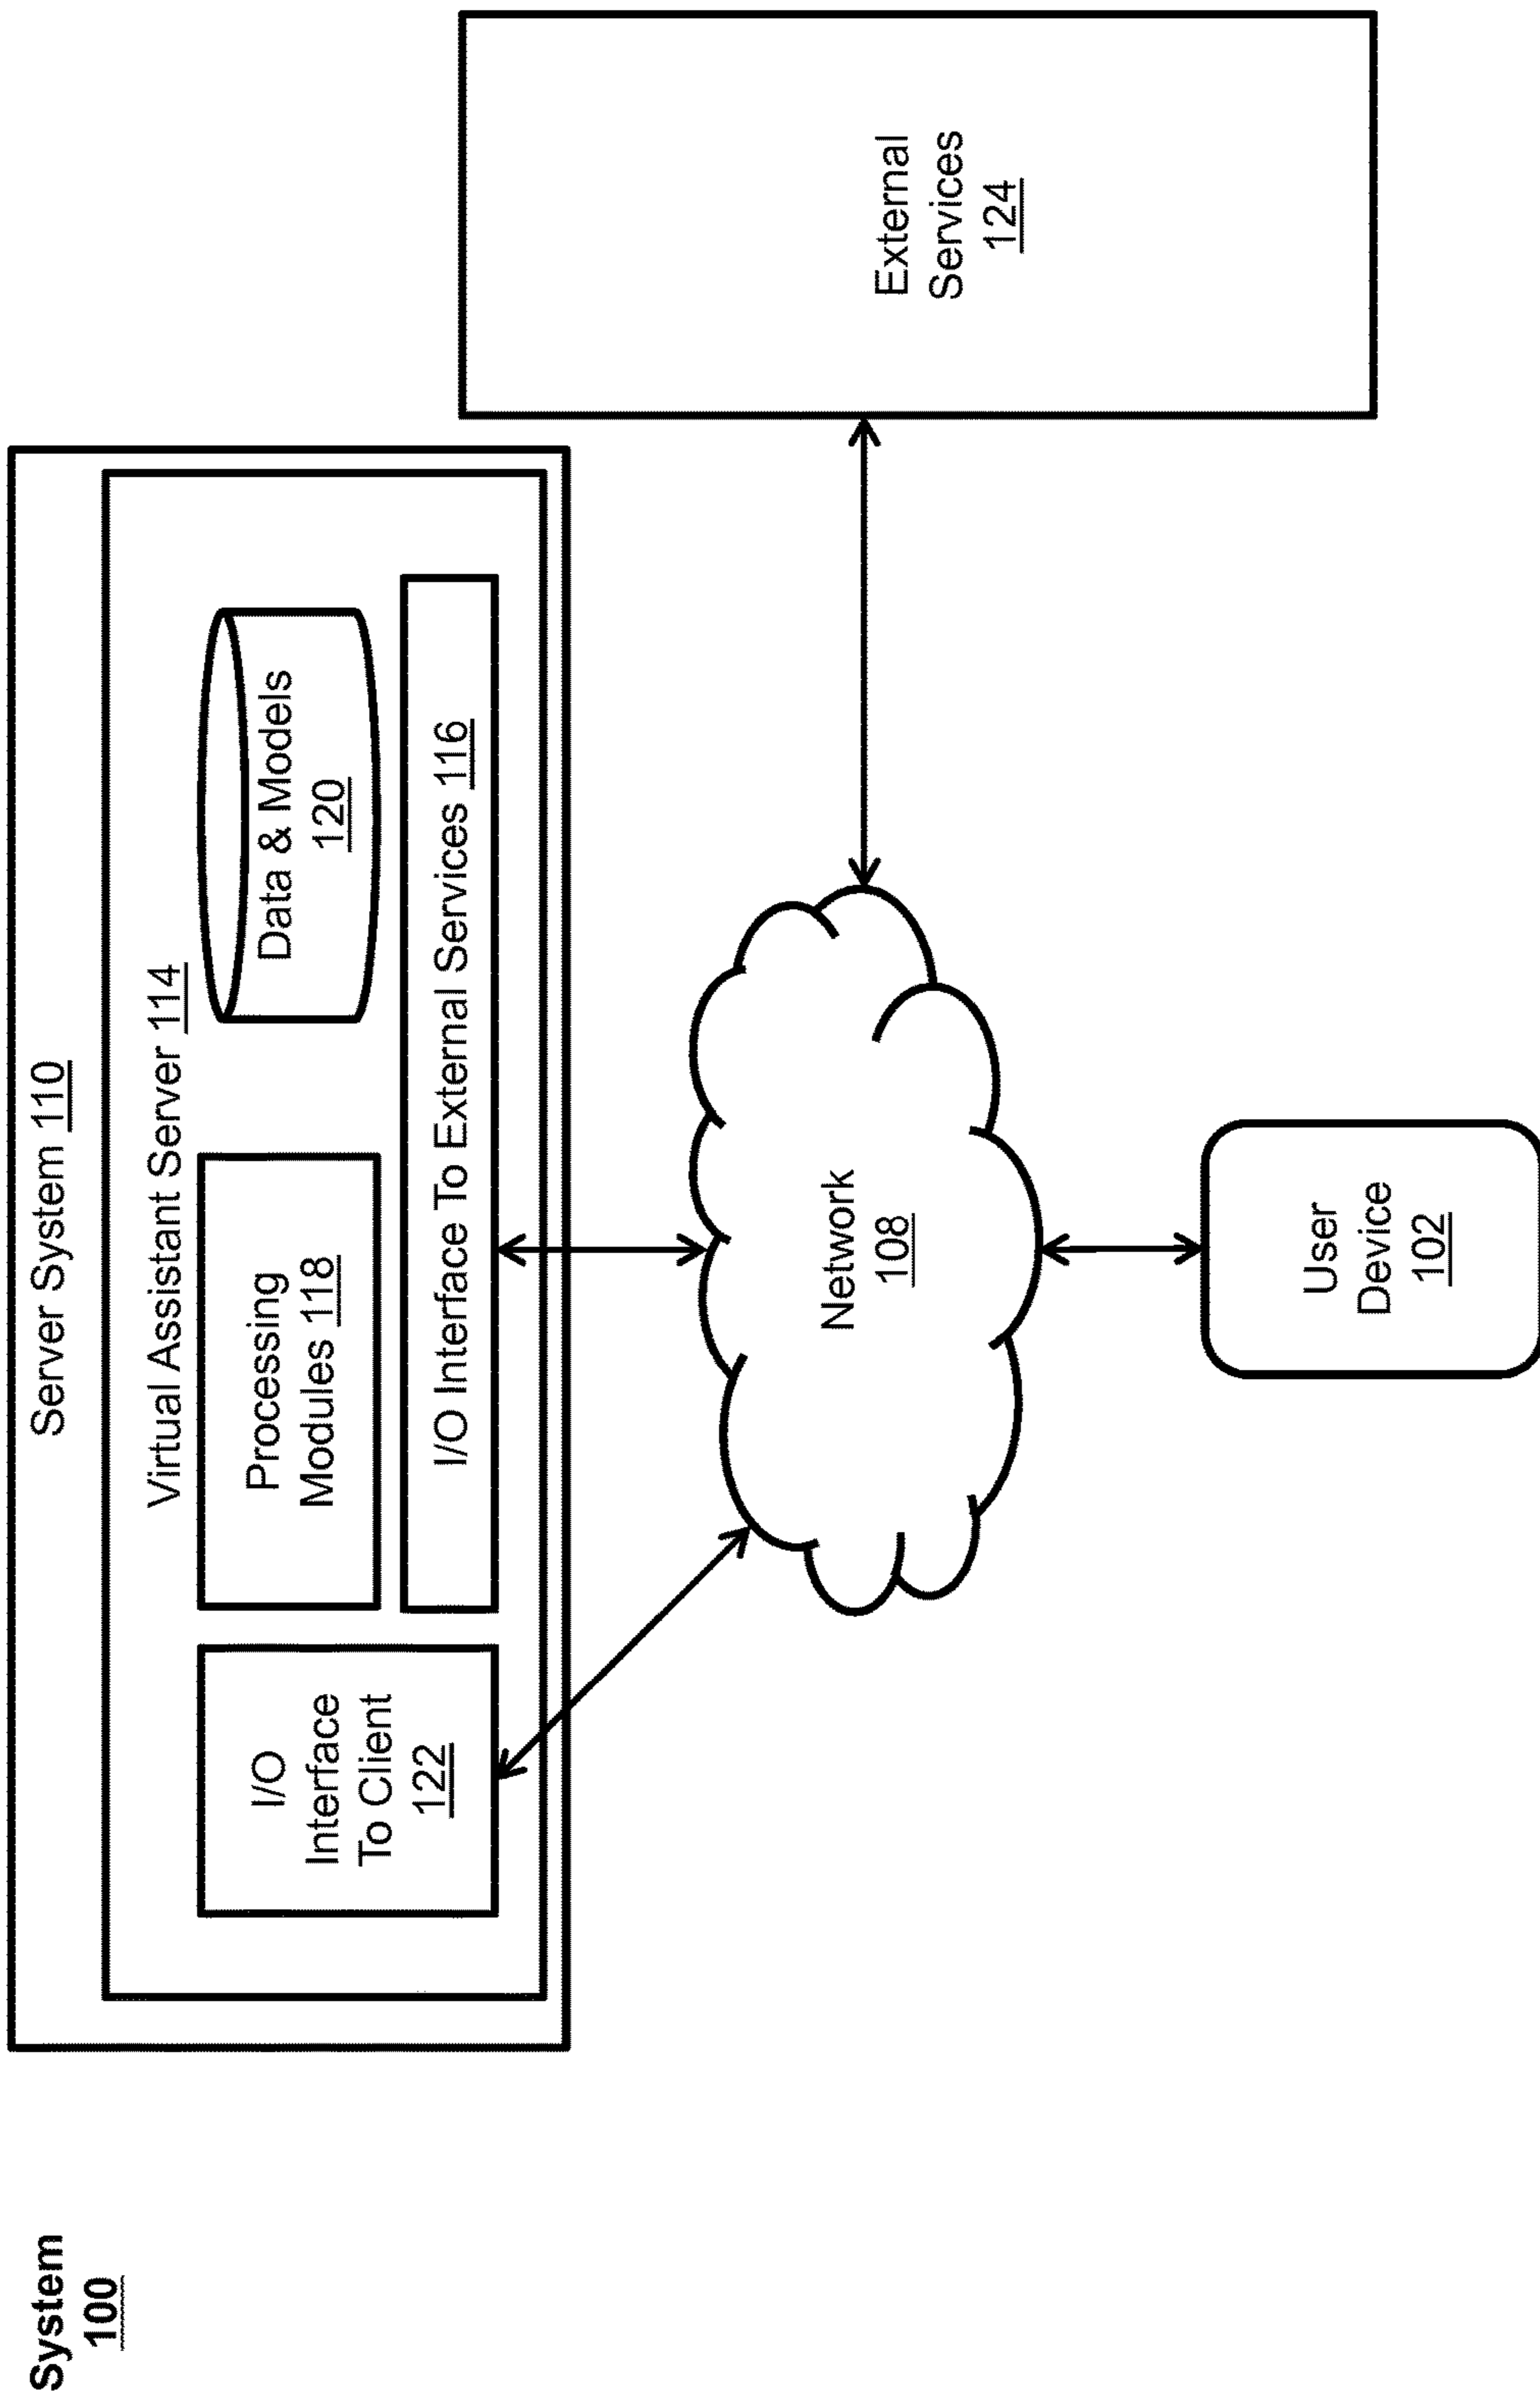 System
100
Server System 110
Virtual Assistant Server 114
I/O
Interface
To Client
122
Processing
Modules 118
Data & Models
120
I/O Interface To External Services 116
Network
108
External
Services
124
User
Device
102